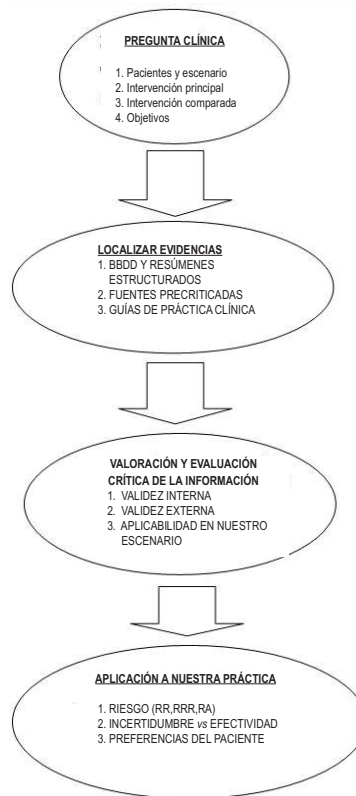 PREGUNTA CLÍNICA
1. Pacientes y escenario
2. Intervención principal
3. Intervención comparada
4. Objetivos
LOCALIZAR EVIDENCIAS
1. BBDD Y RESÚMENES
ESTRUCTURADOS
2. FUENTES PRECRITICADAS
3. GUÍAS DE PRÁCTICA CLÍNICA
VALORACIÓN Y EVALUACIÓN
CRÍTICA DE LA INFORMACIÓN
1. VALIDEZ INTERNA
2. VALIDEZ EXTERNA
3. APLICABILIDAD EN NUESTRO
ESCENARIO
APLICACIÓN A NUESTRA PRÁCTICA
1. RIESGO (RR,RRR,RA)
2. INCERTIDUMBRE vs EFECTIVIDAD
3. PREFERENCIAS DEL PACIENTE